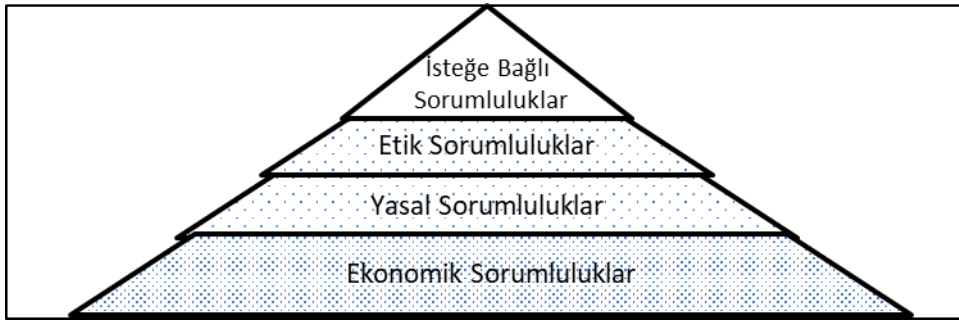 İsteğe Bağlı
Sorumluluklar
Etik Sorumluluklar
Yasal Sorumluluklar
Ekonomik Sorumluluklar